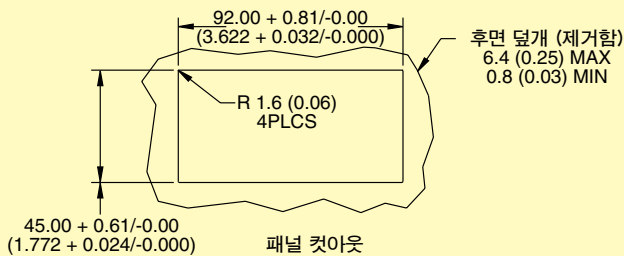 92.00 + 0.81/-0.00
(3.622 + 0.032/-0.000)
후면 덮개 (제거함)
6.4 (0.25) MAX
0.8 (0.03) MIN
R 1.6 (0.06)
4PLCS
45.00 + 0.61/-0.00
(1.772 + 0.024/-0.000)
패널 컷아웃